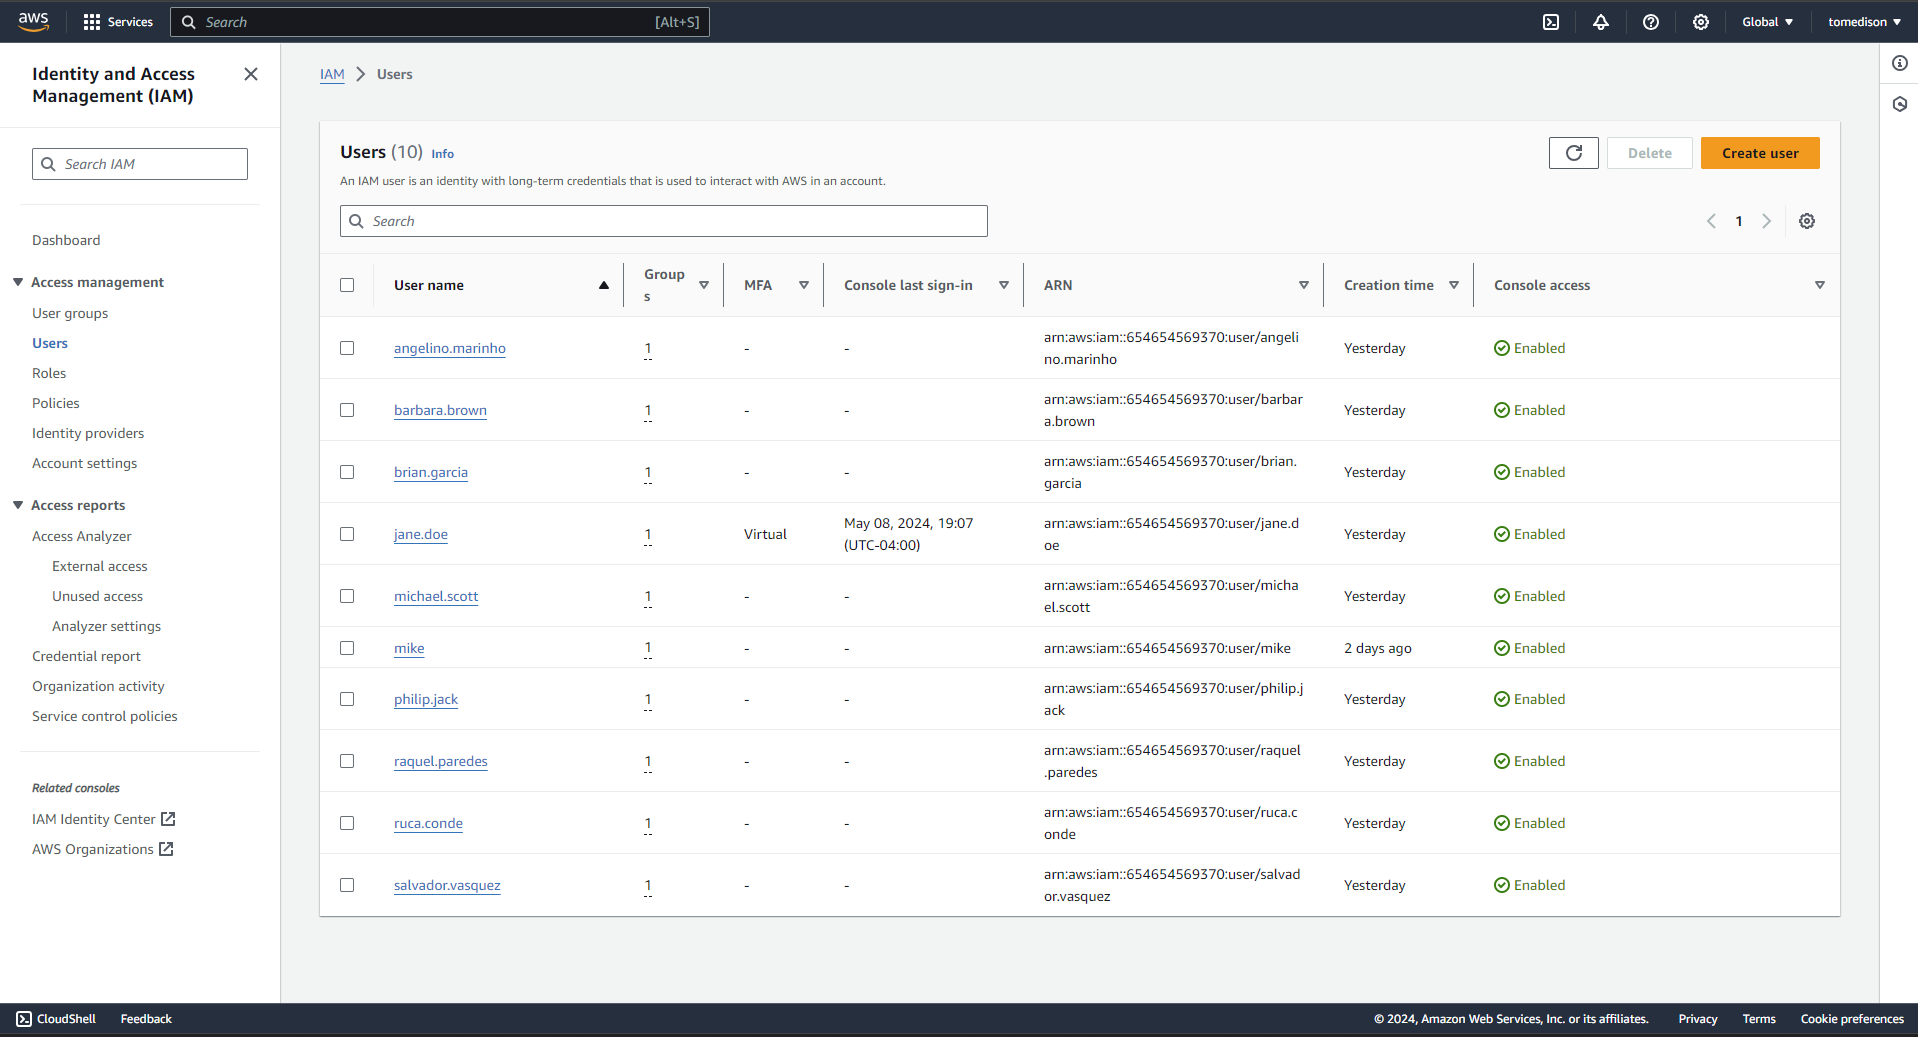 aws
Services
Search
[Alt+S]
Global
tomedison
Identity and Access
Management (IAM)
Search IAM
Dashboard
Access management
User groups
Users
Roles
Policies
Identity providers
Account settings
Access reports
Access Analyzer
External access
Unused access
Analyzer settings
Credential report
Organization activity
Service control policies
Related consoles
IAM Identity Center
AWS Organizations
IAM
Users
Users (10) Info
An IAM user is an identity with long-term credentials that is used to interact with AWS in an account.
Delete
Create user
Search
1
User name
Group
s
MFA
Console last sign-in
ARN
Creation time
Console access
angelino.marinho
1
-
-
arn:aws:iam::654654569370:user/angeli
no.marinho
Yesterday
Enabled
barbara.brown
1
-
-
arn:aws:iam::654654569370:user/barbar
a.brown
Yesterday
Enabled
brian.garcia
1
-
-
arn:aws:iam::654654569370:user/brian.
garcia
Yesterday
Enabled
jane.doe
1
Virtual
May 08, 2024, 19:07
(UTC-04:00)
arn:aws:iam::654654569370:user/jane.d
oe
Yesterday
Enabled
michael.scott
1
-
-
arn:aws:iam::654654569370:user/micha
el.scott
Yesterday
Enabled
mike
1
-
-
arn:aws:iam::654654569370:user/mike
2 days ago
Enabled
philip.jack
1
-
-
arn:aws:iam::654654569370:user/philip.j
ack
Yesterday
Enabled
raquel.paredes
1
-
-
arn:aws:iam::654654569370:user/raquel
.paredes
Yesterday
Enabled
ruca.conde
1
-
-
arn:aws:iam::654654569370:user/ruca.c
onde
Yesterday
Enabled
salvador.vasquez
1
-
-
arn:aws:iam::654654569370:user/salvad
or.vasquez
Yesterday
Enabled
CloudShell
Feedback
© 2024, Amazon Web Services, Inc. or its affiliates.
Privacy
Terms
Cookie preferences